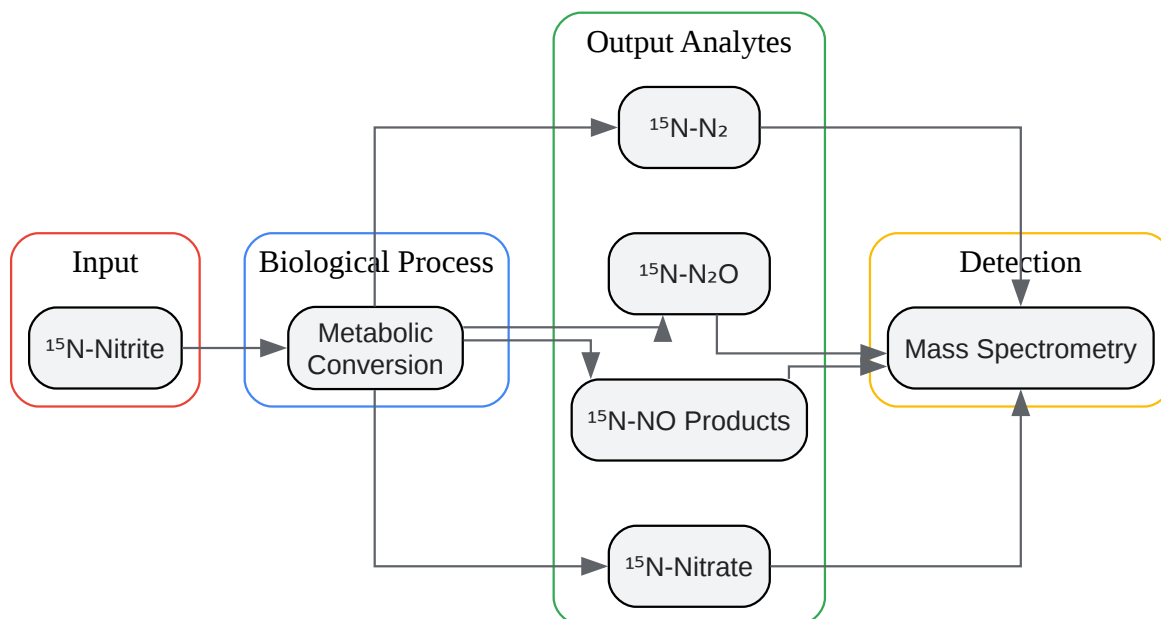 Output Analytes
¹⁵N-N₂
Input
Biological Process
Detection
¹⁵N-N₂O
¹⁵N-Nitrite
Metabolic
Conversion
Mass Spectrometry
¹⁵N-NO Products
¹⁵N-Nitrate